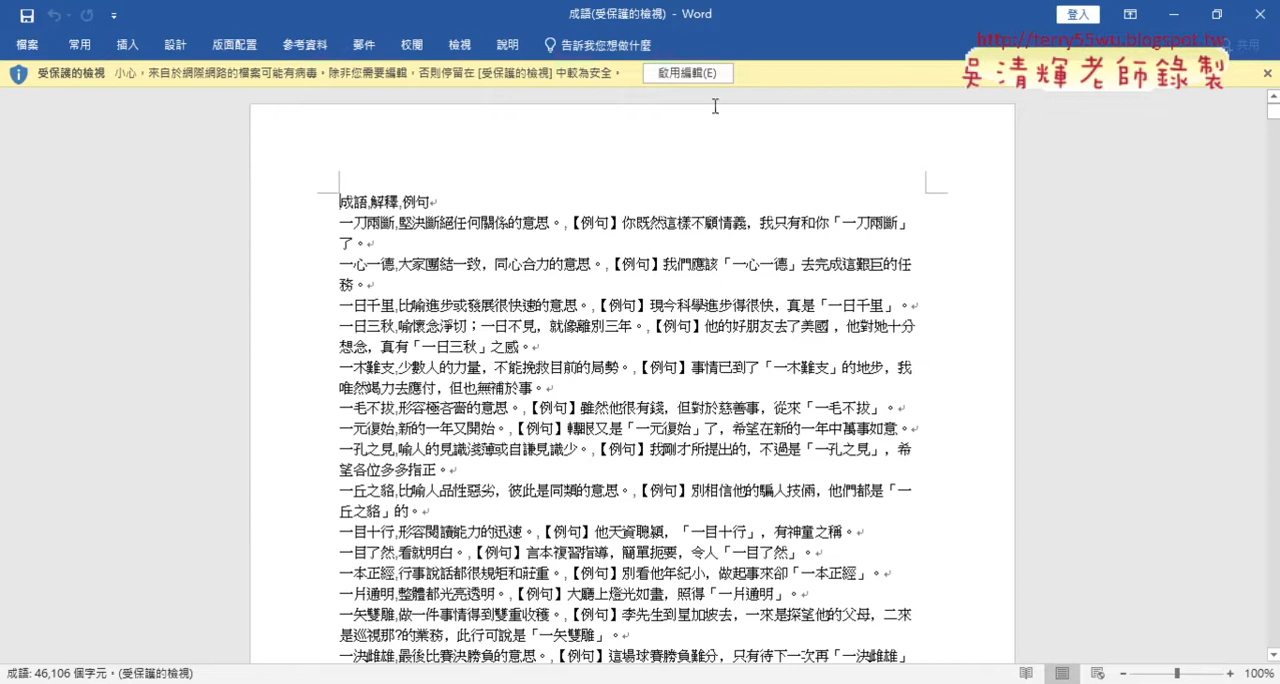 成語(受保護的檢視) - Word
登入
檔案 常用 插入 設計 版面配置 參考資料 郵件 校閱 檢視 說明 告訴我您想做什麼 共用
http://terry55wu.blogspot.tw
吳清輝老師錄製
受保護的檢視 小心，來自於網際網路的檔案可能有病毒。除非您需要編輯，否則停留在 [受保護的檢視] 中較為安全。 啟用編輯(E)
成語,解釋,例句
一刀兩斷,堅決斷絕任何關係的意思。,【例句】你既然這樣不顧情義，我只有和你「一刀兩斷」
了。
一心一德,大家團結一致，同心合力的意思。,【例句】我們應該「一心一德」去完成這艱巨的任
務。
一日千里,比喻進步或發展很快速的意思。,【例句】現今科學進步得很快，真是「一日千里」。
一日三秋,喻懷念淨切；一日不見，就像離別三年。,【例句】他的好朋友去了美國，他對她十分
想念，真有「一日三秋」之感。
一木難支,少數人的力量，不能挽救目前的局勢。,【例句】事情已到了「一木難支」的地步，我
唯然竭力去應付，但也無補於事。
一毛不拔,形容極吝嗇的意思。,【例句】雖然他很有錢，但對於慈善事，從來「一毛不拔」。
一元復始,新的一年又開始。,【例句】轉眼又是「一元復始」了，希望在新的一年中萬事如意。
一孔之見,喻人的見識淺薄或自謙見識少。,【例句】我剛才所提出的，不過是「一孔之見」，希
望各位多多指正。
一丘之貉,比喻人品性惡劣，彼此是同類的意思。,【例句】別相信他的騙人技倆，他們都是「一
丘之貉」的。
一目十行,形容閱讀能力的迅速。,【例句】他天資聰穎，「一目十行」，有神童之稱。
一目了然,看就明白。,【例句】言本複習指導，簡單扼要，令人「一目了然」。
一本正經,行事說話都很規矩和莊重。,【例句】別看他年紀小，做起事來卻「一本正經」。
一片通明,整體都光亮透明。,【例句】大廳上燈光如晝，照得「一片通明」。
一矢雙雕,做一件事情得到雙重收穫。,【例句】李先生到星加坡去，一來是探望他的父母，二來
是巡視那?的業務，此行可說是「一矢雙雕」。
一決雌雄,最後比賽決勝負的意思。,【例句】這場球賽勝負難分，只有待下一次再「一決雌雄」
成語: 46,106 個字元。(受保護的檢視) 100%